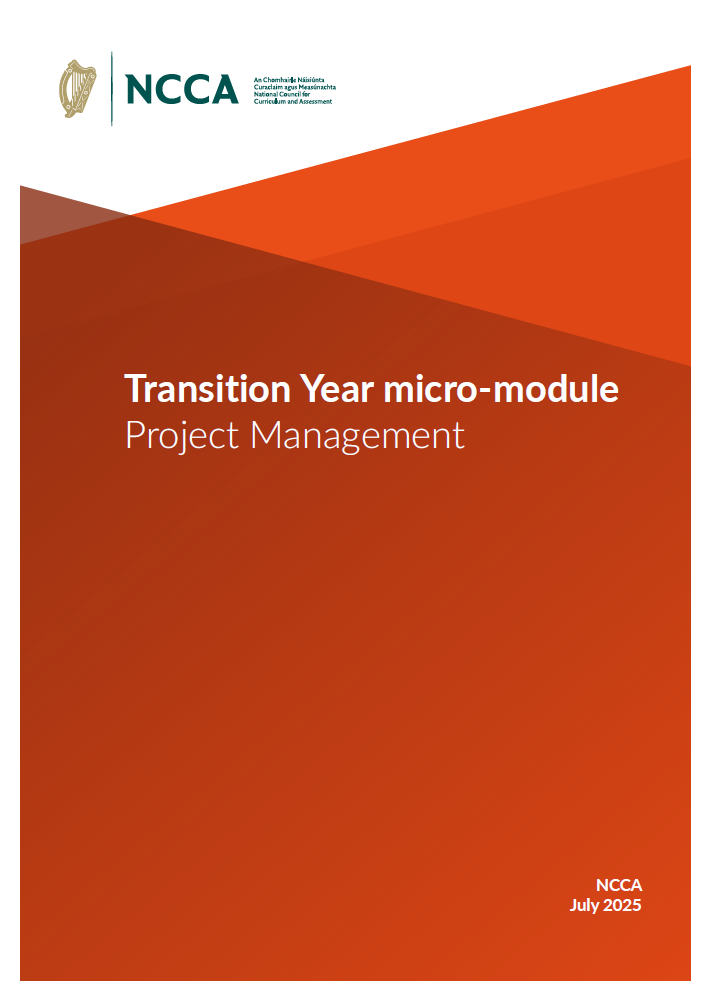 NCCA
An Chomhairle Náisiúnta
Curaclaim agus Measúnachta
National Council for
Curriculum and Assessment
Transition Year micro-module
Project Management
NCCA
July 2025